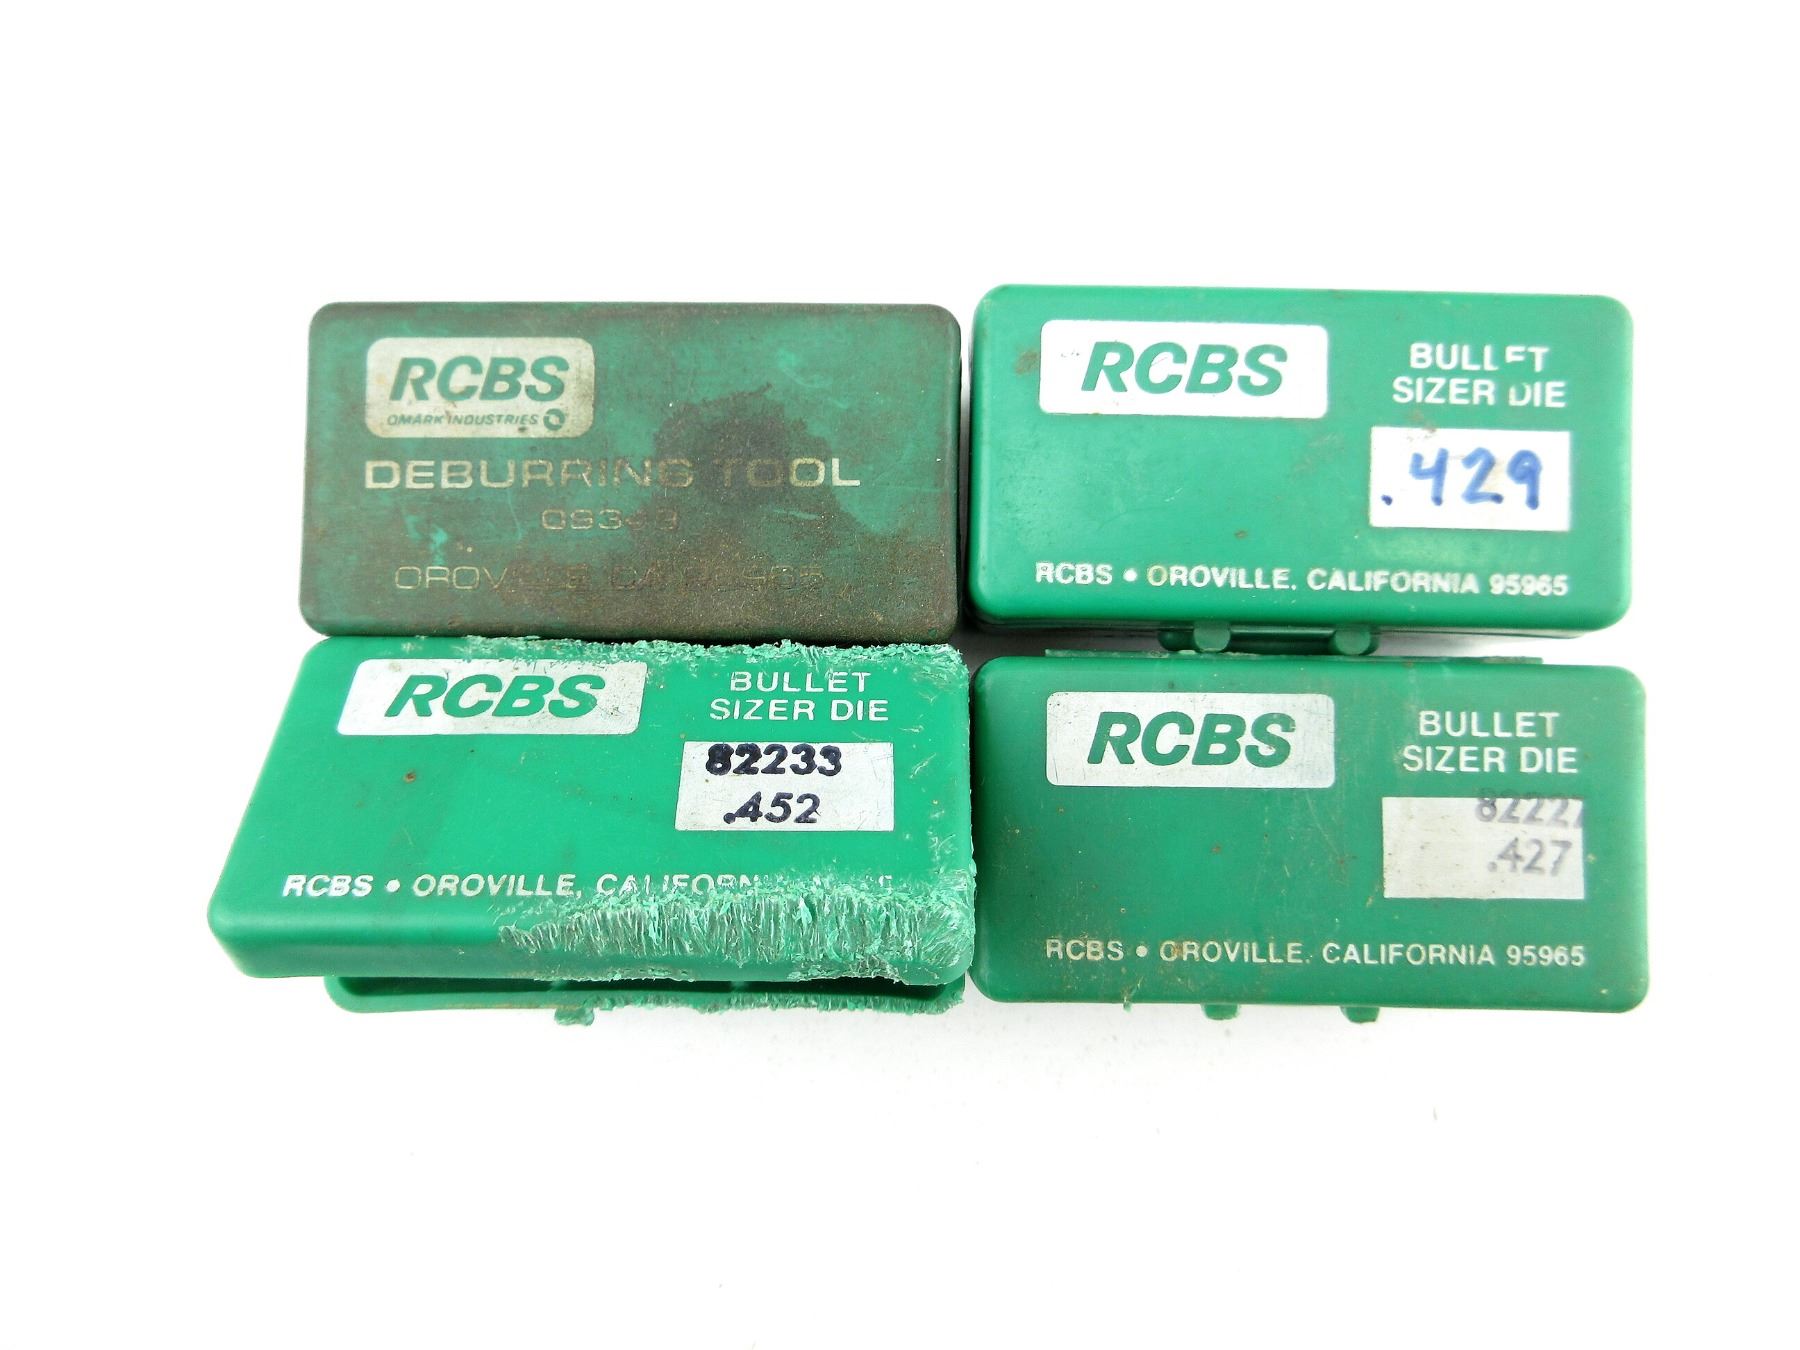 RCBS
OMARK INDUSTRIES
DEBURRING TOOL
OROVILLE
RCBS
BULLET
SIZER DIE
.429
RCBS • OROVILLE, CALIFORNIA 95965
RCBS
BULLET
SIZER DIE
82233
.452
RCBS • OROVILLE,
RCBS
BULLET
SIZER DIE
.427
RCBS • OROVILLE, CALIFORNIA 95965